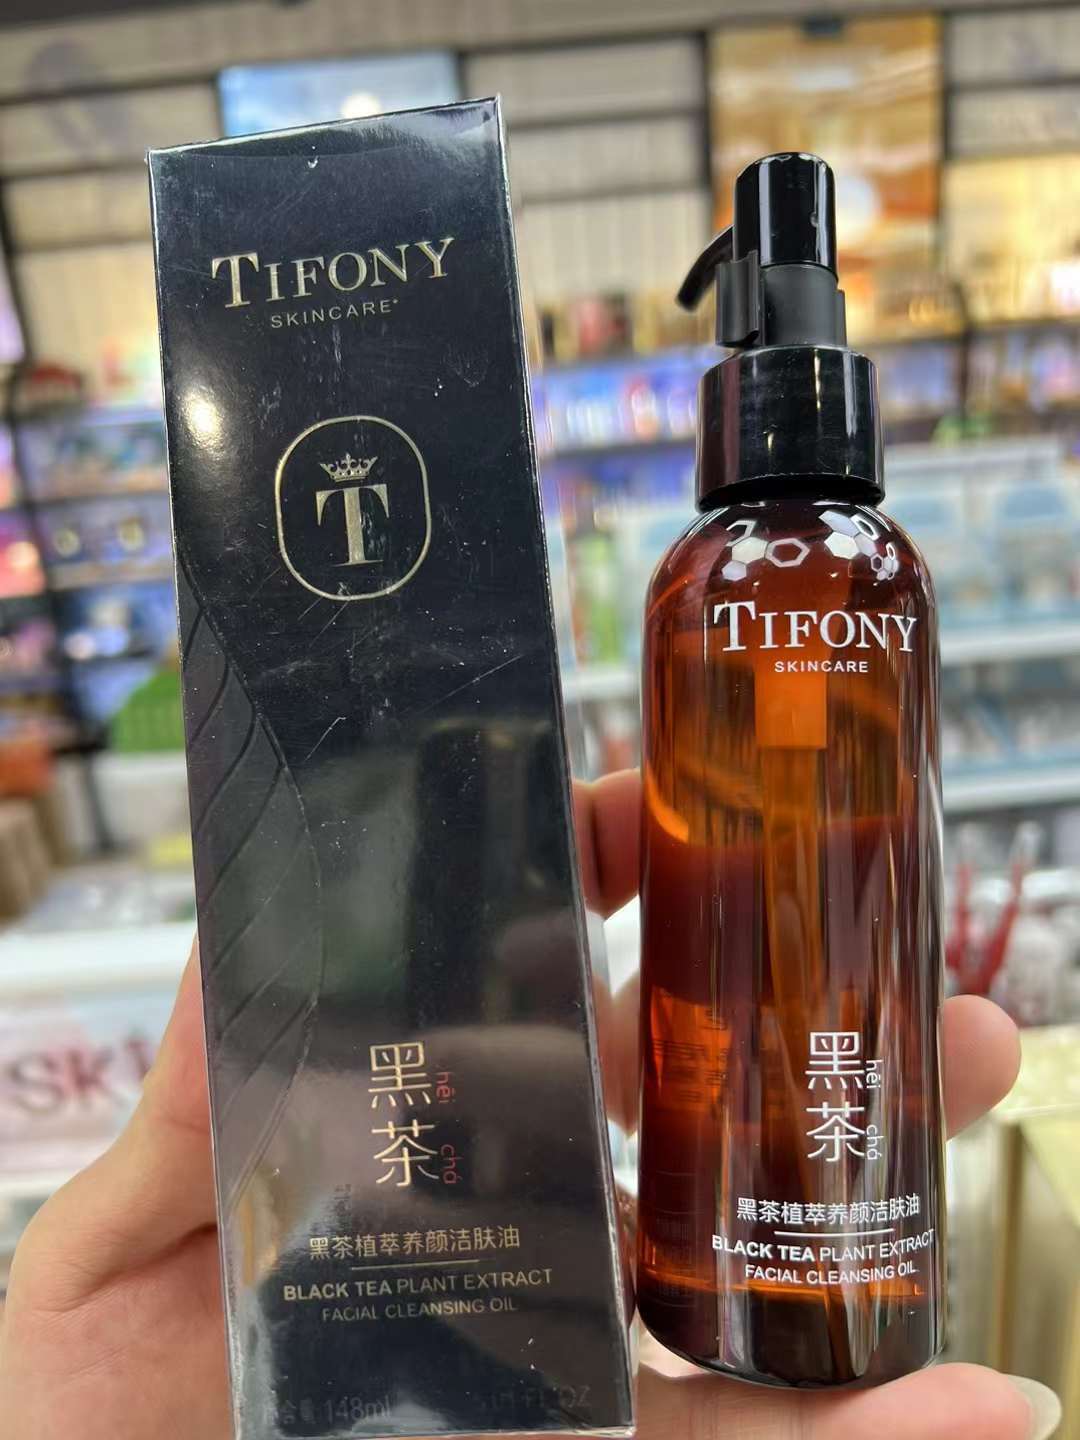 TIFONY
SKINCARE
T
黑茶
hēi chá
黑茶植萃养颜洁肤油
BLACK TEA PLANT EXTRACT
FACIAL CLEANSING OIL
148ml
TIFONY
SKINCARE
黑茶
hēi chá
黑茶植萃养颜洁肤油
BLACK TEA PLANT EXTRACT
FACIAL CLEANSING OIL